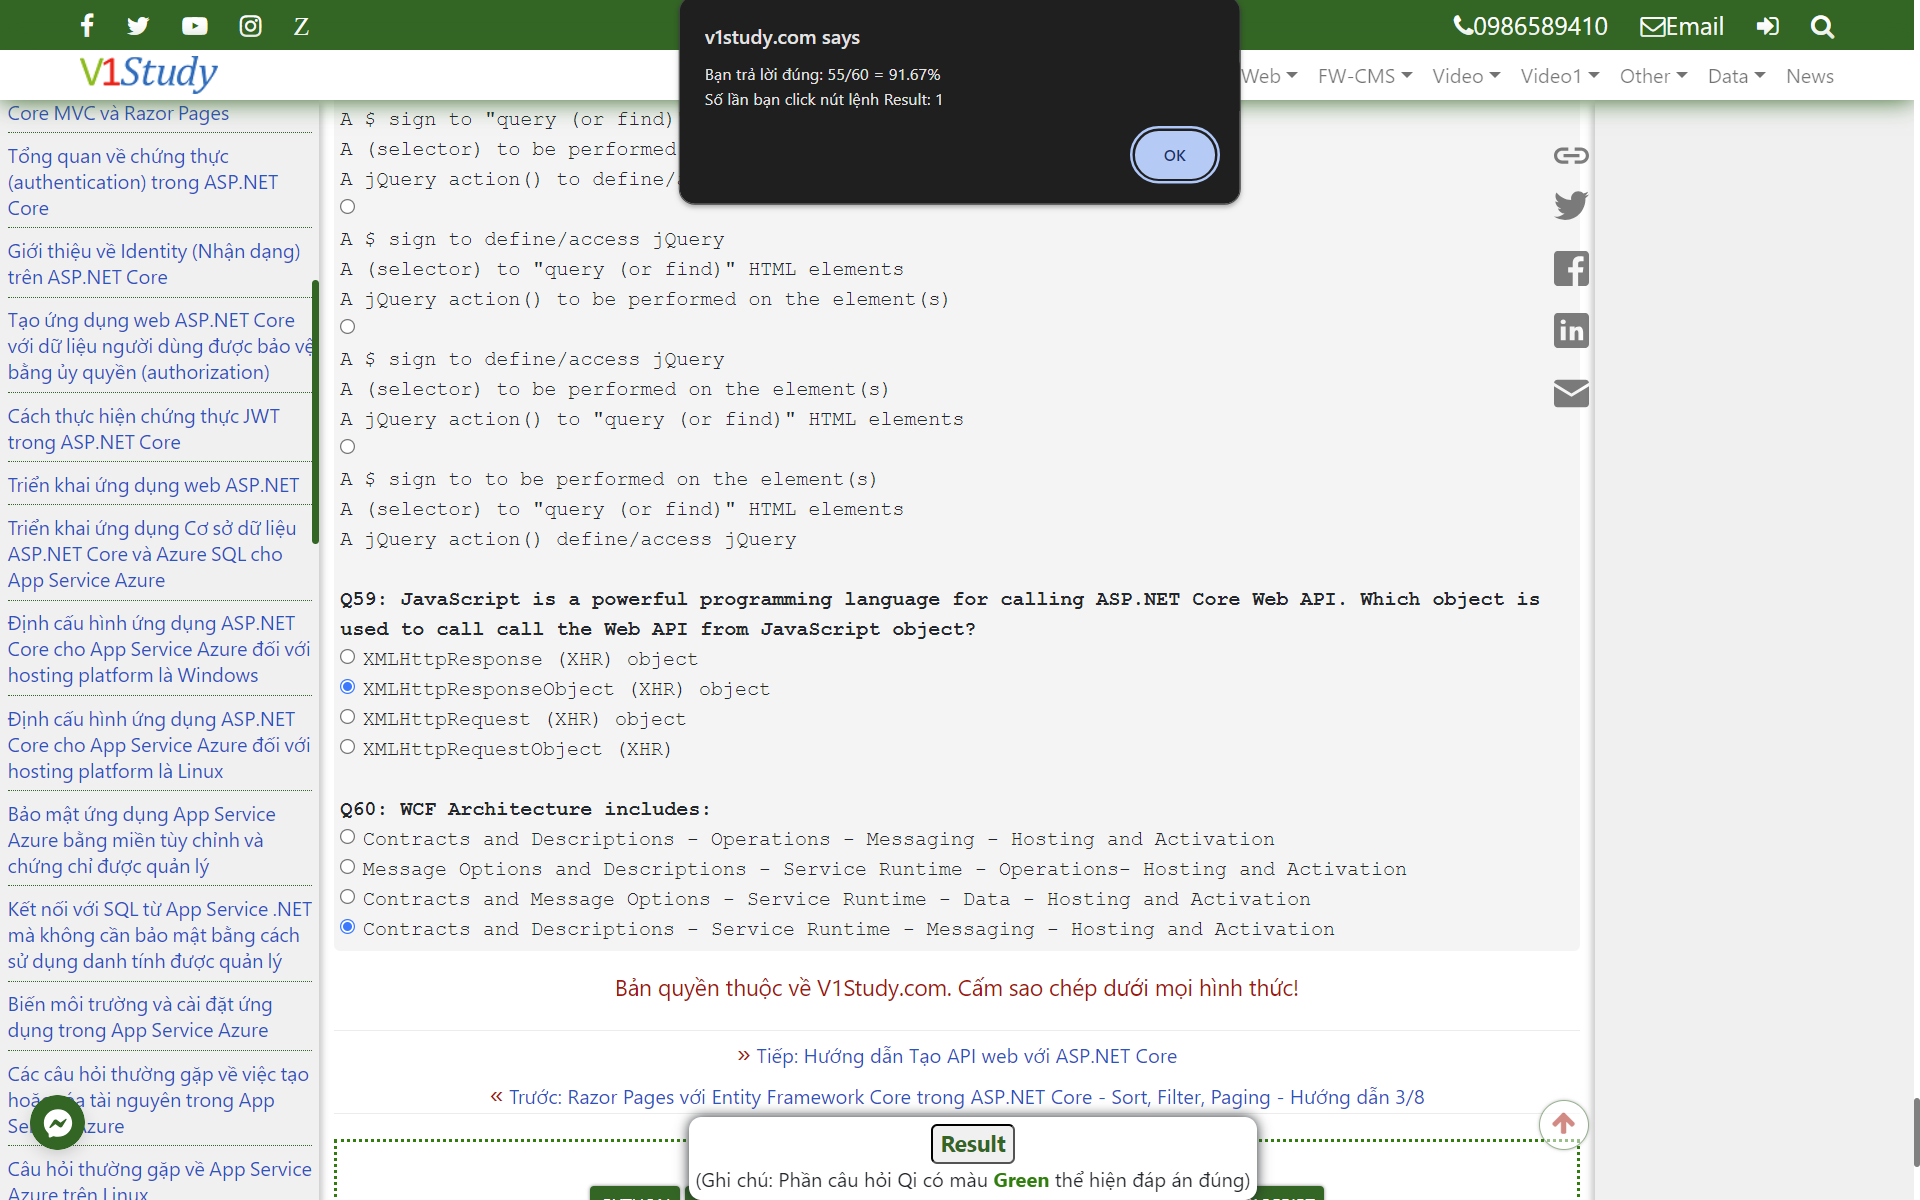 0986589410
Email
V1Study
Web
FW-CMS
Video
Video1
Other
Data
News
v1study.com says
Bạn trả lời đúng: 55/60 = 91.67%
Số lần bạn click nút lệnh Result: 1
OK
Core MVC và Razor Pages
Tổng quan về chứng thực
(authentication) trong ASP.NET
Core
Giới thiệu về Identity (Nhận dạng)
trên ASP.NET Core
Tạo ứng dụng web ASP.NET Core
với dữ liệu người dùng được bảo vệ
bằng ủy quyền (authorization)
Cách thực hiện chứng thực JWT
trong ASP.NET Core
Triển khai ứng dụng web ASP.NET
Triển khai ứng dụng Cơ sở dữ liệu
ASP.NET Core và Azure SQL cho
App Service Azure
Định cấu hình ứng dụng ASP.NET
Core cho App Service Azure đối với
hosting platform là Windows
Định cấu hình ứng dụng ASP.NET
Core cho App Service Azure đối với
hosting platform là Linux
Bảo mật ứng dụng App Service
Azure bằng miền tùy chỉnh và
chứng chỉ được quản lý
Kết nối với SQL từ App Service .NET
mà không cần bảo mật bằng cách
sử dụng danh tính được quản lý
Biến môi trường và cài đặt ứng
dụng trong App Service Azure
Các câu hỏi thường gặp về việc tạo
tài nguyên trong App
Azure
Câu hỏi thường gặp về App Service
Azure trên Linux
A $ sign to "query (or find)
A (selector) to be performed
A jQuery action() to define/
A $ sign to define/access jQuery
A (selector) to "query (or find)" HTML elements
A jQuery action() to be performed on the element(s)
A $ sign to define/access jQuery
A (selector) to be performed on the element(s)
A jQuery action() to "query (or find)" HTML elements
A $ sign to to be performed on the element(s)
A (selector) to "query (or find)" HTML elements
A jQuery action() define/access jQuery
Q59: JavaScript is a powerful programming language for calling ASP.NET Core Web API. Which object is
used to call call the Web API from JavaScript object?
XMLHttpResponse (XHR) object
XMLHttpResponseObject (XHR) object
XMLHttpRequest (XHR) object
XMLHttpRequestObject (XHR)
Q60: WCF Architecture includes:
Contracts and Descriptions - Operations - Messaging - Hosting and Activation
Message Options and Descriptions - Service Runtime - Operations- Hosting and Activation
Contracts and Message Options - Service Runtime - Data - Hosting and Activation
Contracts and Descriptions - Service Runtime - Messaging - Hosting and Activation
Bản quyền thuộc về V1Study.com. Cấm sao chép dưới mọi hình thức!
» Tiếp: Hướng dẫn Tạo API web với ASP.NET Core
« Trước: Razor Pages với Entity Framework Core trong ASP.NET Core - Sort, Filter, Paging - Hướng dẫn 3/8
Result
(Ghi chú: Phần câu hỏi Qi có màu Green thể hiện đáp án đúng)